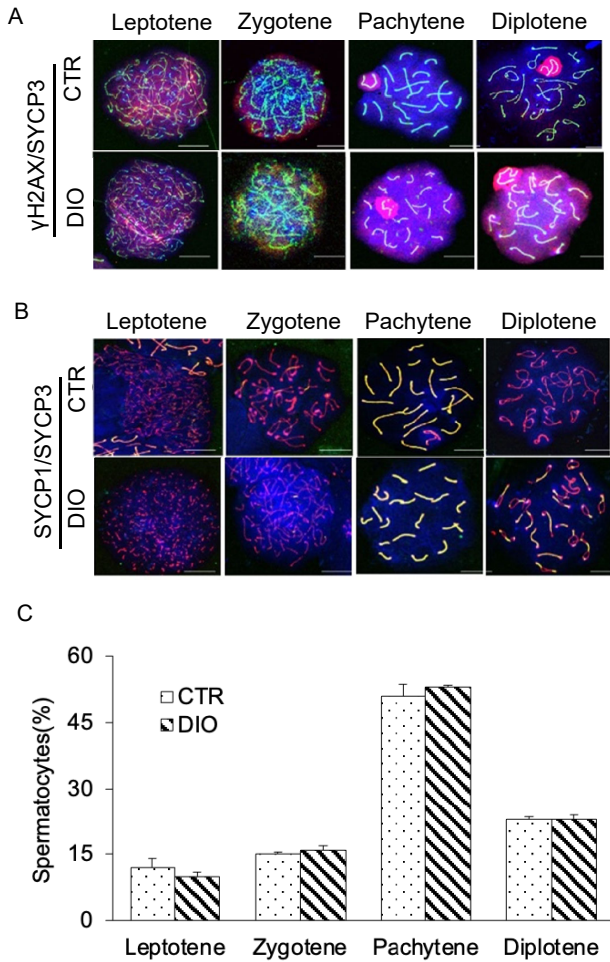 A
Leptotene Zygotene Pachytene Diplotene
γH2AX/SYCP3
CTR
DIO
B
Leptotene Zygotene Pachytene Diplotene
SYCP1/SYCP3
CTR
DIO
C
Spermatocytes(%)
60
45
30
15
0
CTR
DIO
Leptotene Zygotene Pachytene Diplotene